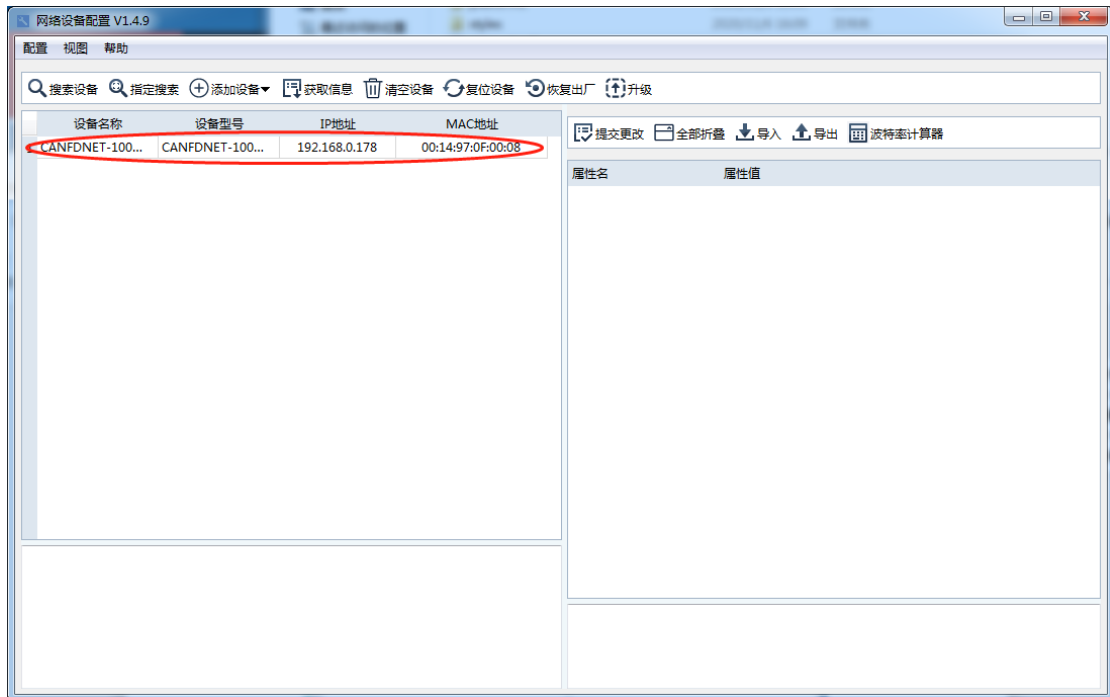 网络设备配置 V1.4.9
配置 视图 帮助
搜索设备 指定搜索 添加设备 获取信息 清空设备 复位设备 恢复出厂 升级
设备名称 设备型号 IP地址 MAC地址
CANFDNET-100... CANFDNET-100... 192.168.0.178 00:14:97:0F:00:08
提交更改 全部折叠 导入 导出 波特率计算器
属性名 属性值